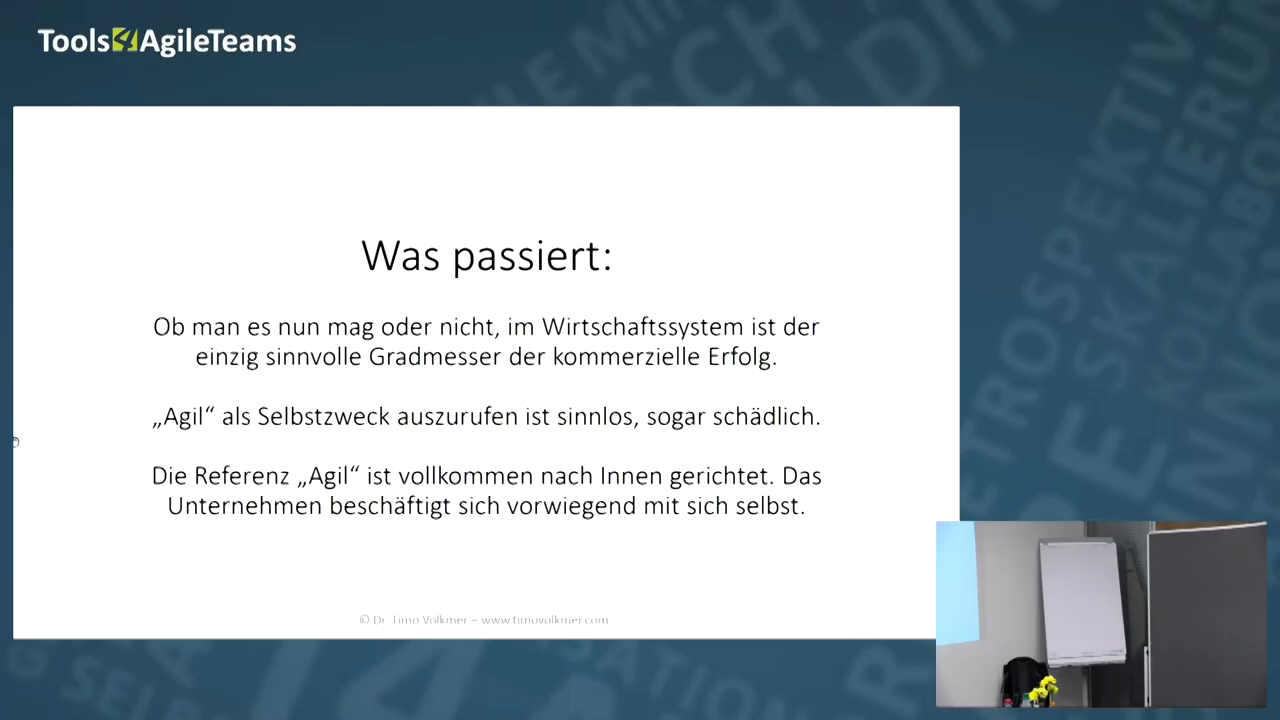 Tools4AgileTeams
Was passiert:
Ob man es nun mag oder nicht, im Wirtschaftssystem ist der
einzig sinnvolle Gradmesser der kommerzielle Erfolg.
„Agil“ als Selbstzweck auszurufen ist sinnlos, sogar schädlich.
Die Referenz „Agil“ ist vollkommen nach Innen gerichtet. Das
Unternehmen beschäftigt sich vorwiegend mit sich selbst.
© Dr. Timo Volkmer – www.timovolkmer.com